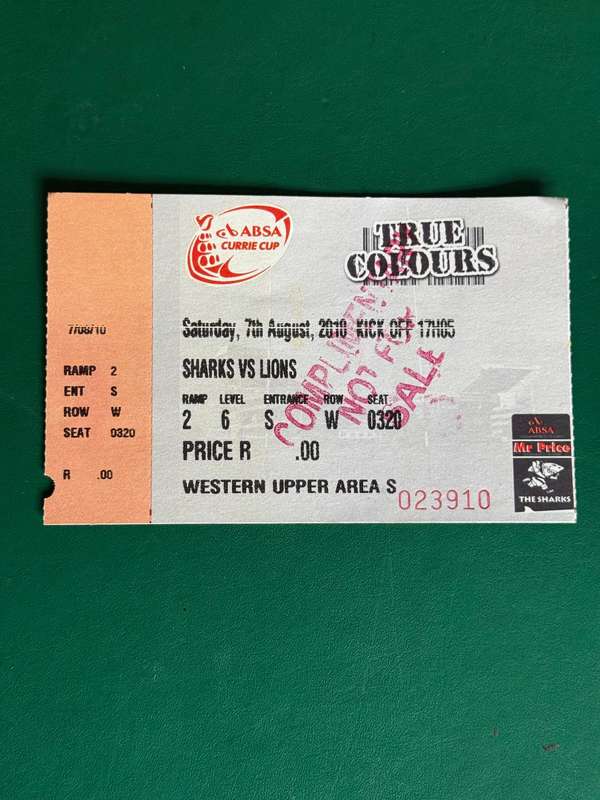 7/08/10
RAMP 2
ENT S
ROW W
SEAT 0320
R .00
ABSA
CURRIE CUP
TRUE
COLOURS
Saturday, 7th August, 2010 KICK OFF 17H05
SHARKS VS LIONS
RAMP LEVEL ENTRANCE ROW SEAT
2 6 S W 0320
PRICE R .00
WESTERN UPPER AREA S
023910
COMPLIMENTARY
NOT FOR
SALE
ABSA
Mr Price
THE SHARKS